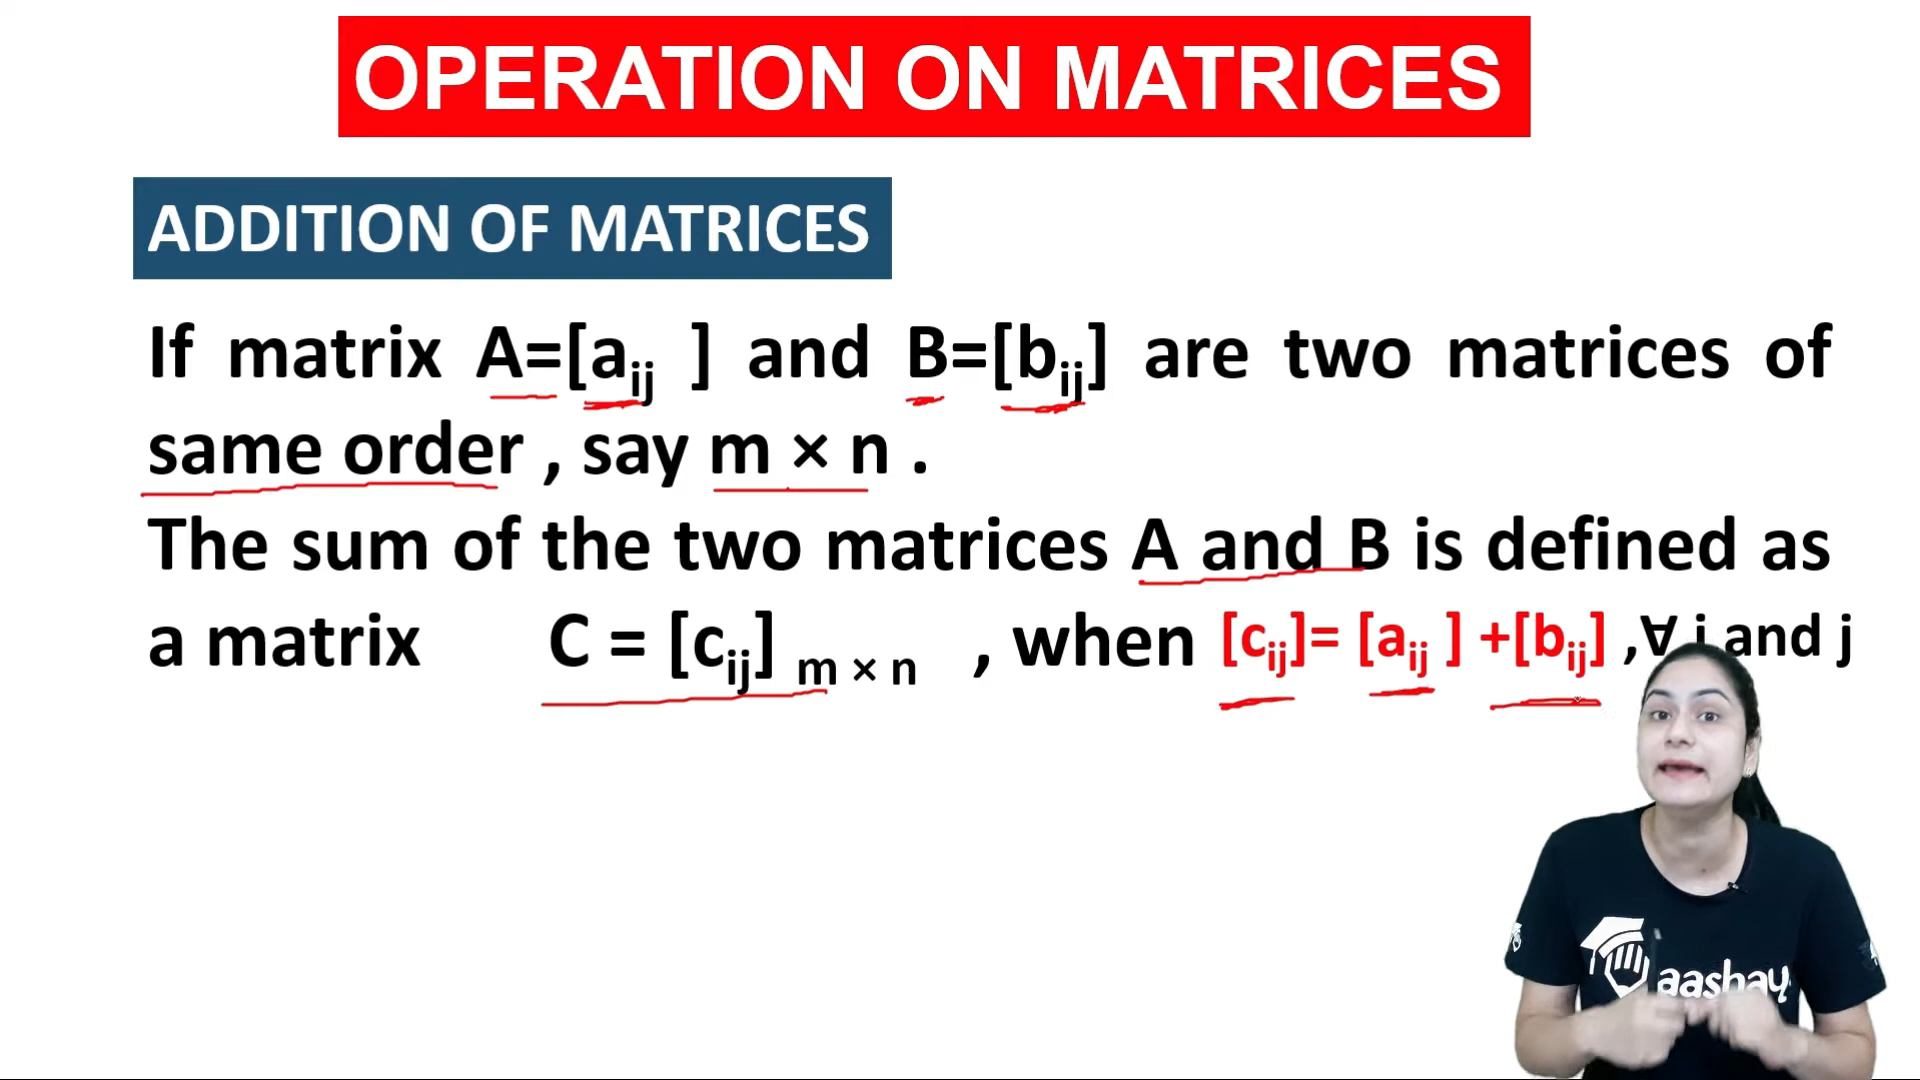 OPERATION ON MATRICES
ADDITION OF MATRICES
If matrix A=[aij ] and B=[bij] are two matrices of
same order , say m × n .
The sum of the two matrices A and B is defined as
a matrix C = [cij] m × n , when [cij]= [aij ] +[bij] ,∀ i and j
aashay